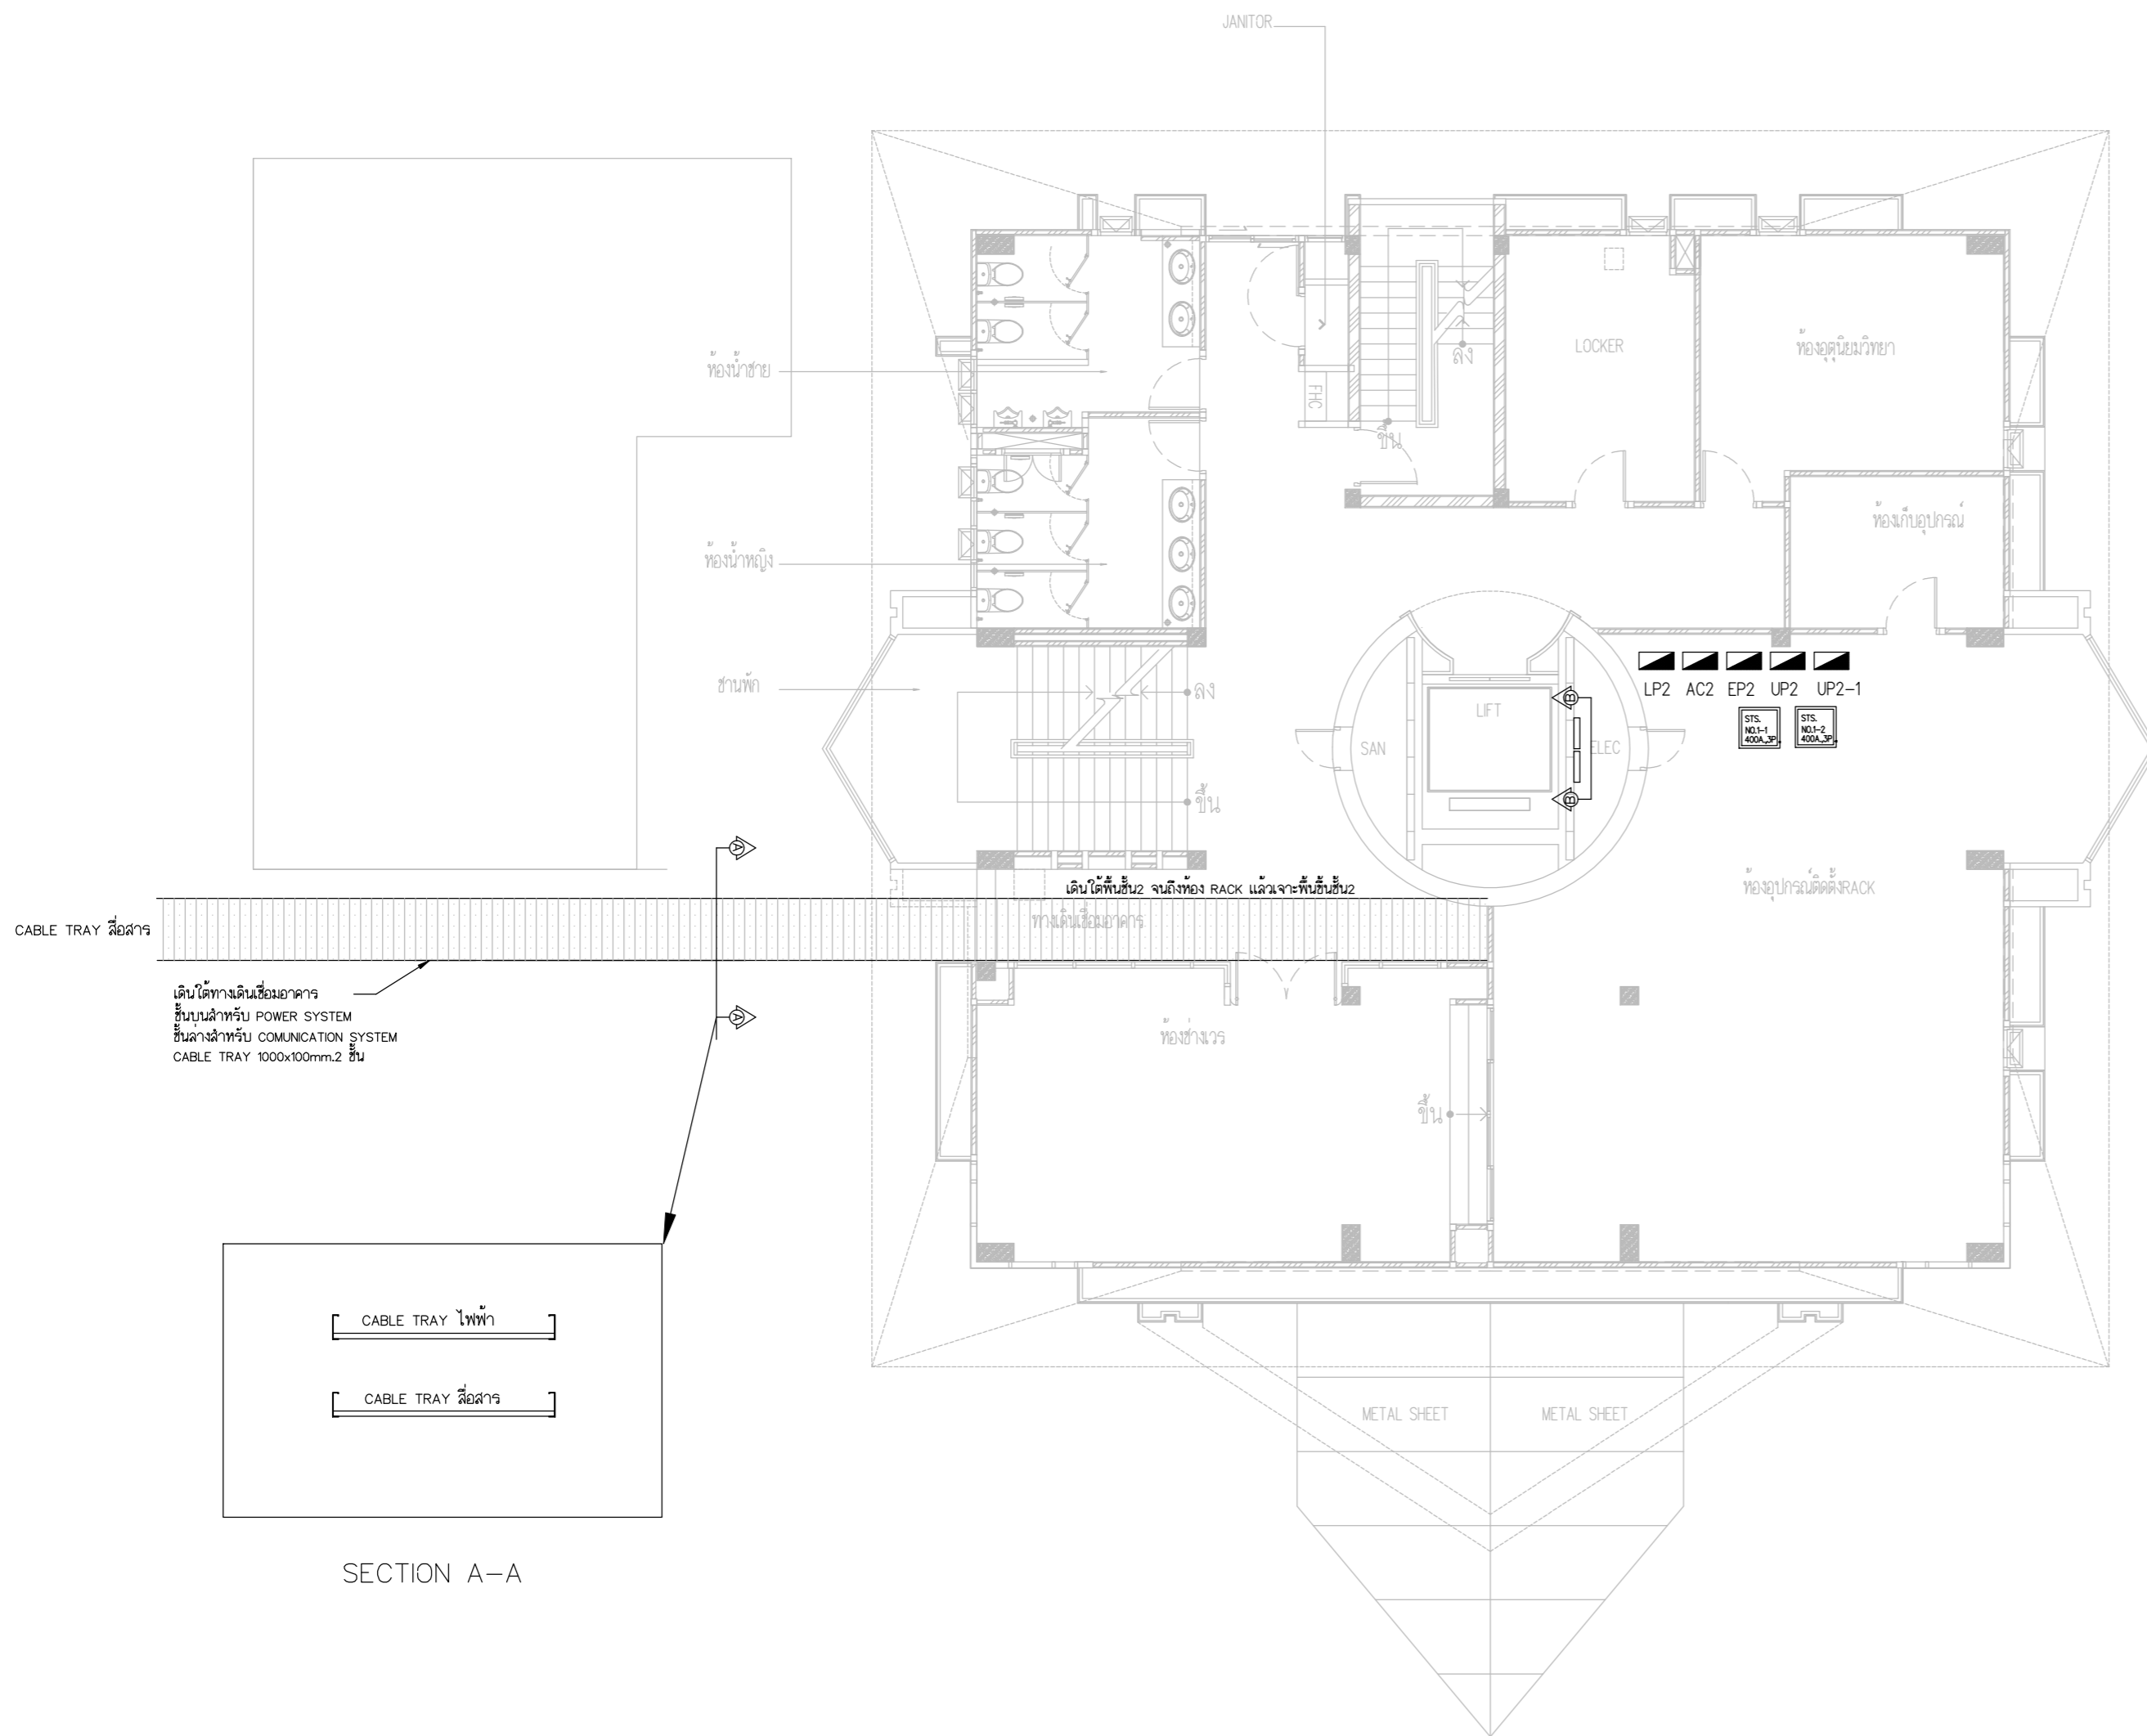 JANITOR
ห้องน้ำชาย
FHC
ลง
ขึ้น
LOCKER
ห้องอุตุนิยมวิทยา
ห้องเก็บอุปกรณ์
ห้องน้ำหญิง
ชานพัก
ลง
ขึ้น
SAN
LIFT
ELEC
B
B
LP2
AC2
EP2
UP2
UP2-1
STS.
NO.1-1
400A.,3P.
STS.
NO.1-2
400A.,3P.
A
เดินใต้พื้นชั้น2 จนถึงห้อง RACK แล้วเจาะพื้นขึ้นชั้น2
ห้องอุปกรณ์ติดตั้งRACK
CABLE TRAY สื่อสาร
ทางเดินเชื่อมอาคาร
เดินใต้ทางเดินเชื่อมอาคาร
ชั้นบนสำหรับ POWER SYSTEM
ชั้นล่างสำหรับ COMUNICATION SYSTEM
CABLE TRAY 1000x100mm.2 ชั้น
A
ห้องช่างเวร
ขึ้น
CABLE TRAY ไฟฟ้า
CABLE TRAY สื่อสาร
METAL SHEET
METAL SHEET
SECTION A-A